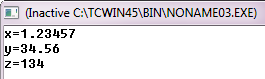 (Inactive C:\TCWIN45\BIN\NONAME03.EXE)
x=1.23457
y=34.56
z=134